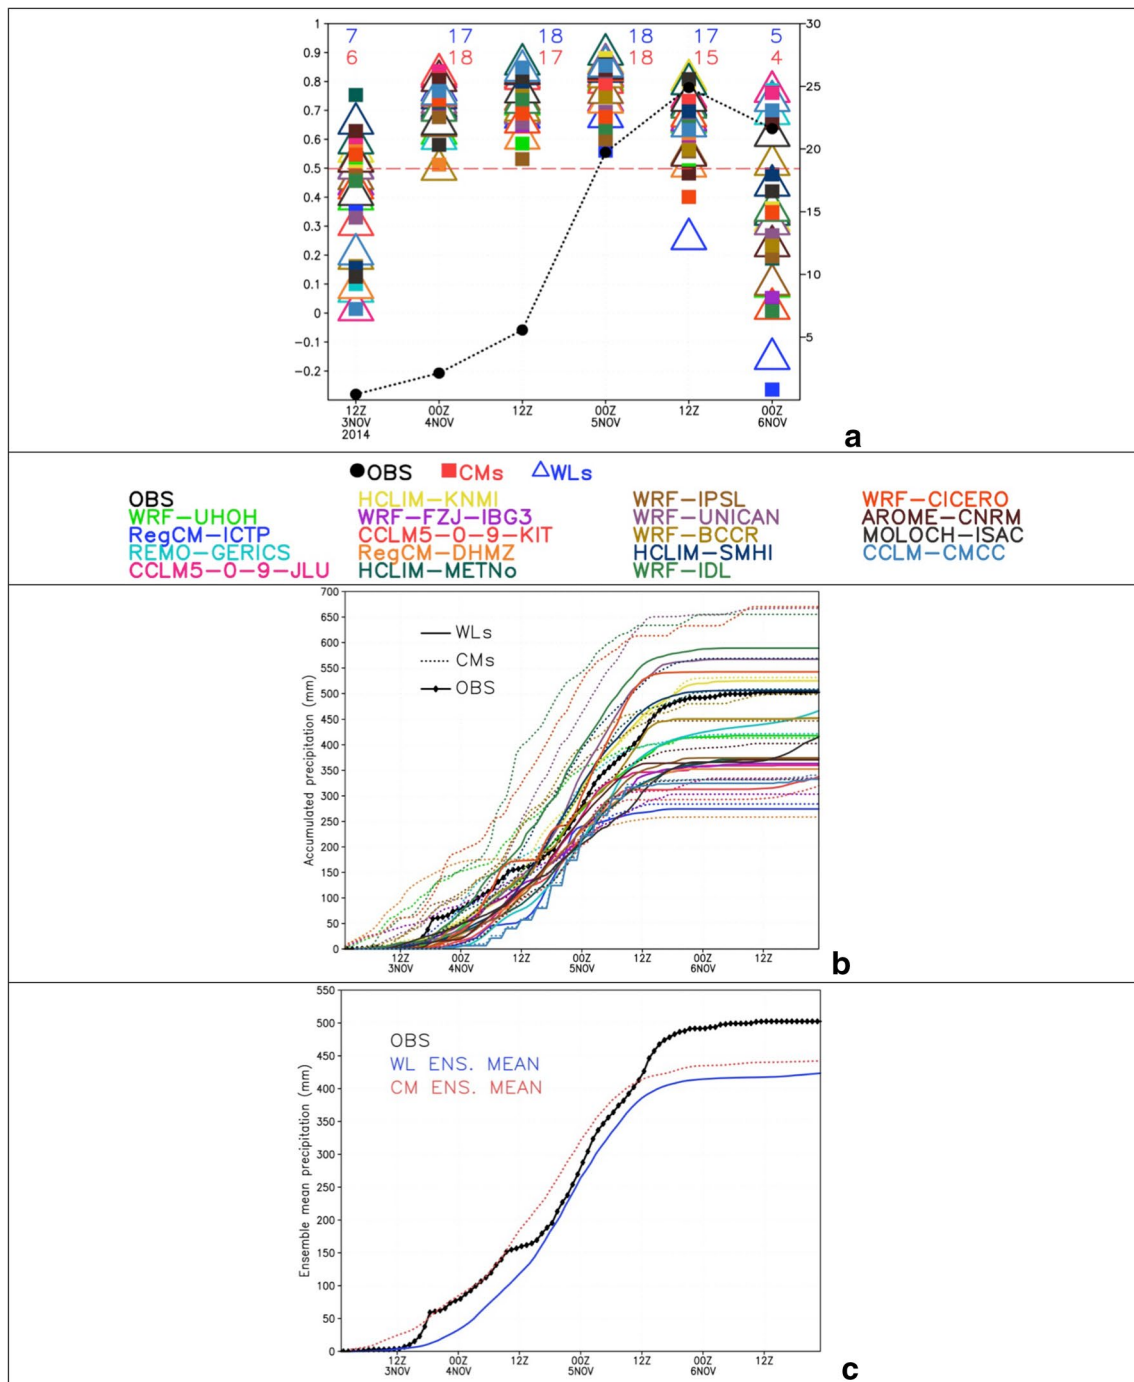 1
0.9
0.8
0.7
0.6
0.5
0.4
0.3
0.2
0.1
0
-0.1
-0.2
7 17 18 18 17 5
6 18 17 18 15 4
30
25
20
15
10
5
12Z 00Z 12Z 00Z 12Z 00Z
3NOV 4NOV 5NOV 6NOV
2014
a
OBS CMs WLs
OBS HCLIM-KNMI WRF-IPSL WRF-CICERO
WRF-UHOH WRF-FZJ-IBG3 WRF-UNICAN AROME-CNRM
RegCM-ICTP CCLM5-0-9-KIT WRF-BCCR MOLOCH-ISAC
REMO-GERICS RegCM-DHMZ HCLIM-SMHI CCLM-CMCC
CCLM5-0-9-JLU HCLIM-METNo WRF-IDL
Accumulated precipitation (mm)
700
650
600
550
500
450
400
350
300
250
200
150
100
50
0
WLs
CMs
OBS
12Z 00Z 12Z 00Z 12Z 00Z 12Z
3NOV 4NOV 5NOV 6NOV
b
Ensemble mean precipitation (mm)
550
500
450
400
350
300
250
200
150
100
50
0
OBS
WL ENS. MEAN
CM ENS. MEAN
12Z 00Z 12Z 00Z 12Z 00Z 12Z
3NOV 4NOV 5NOV 6NOV
c